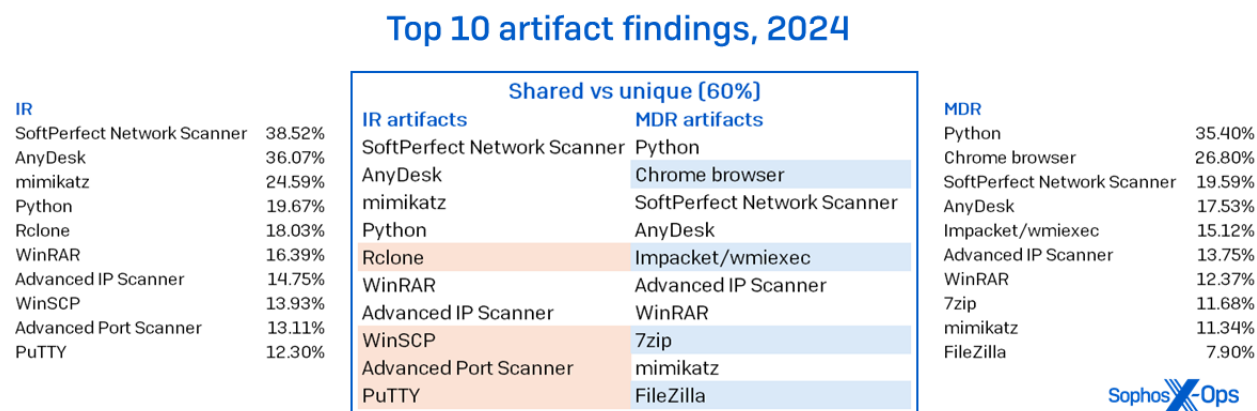 Top 10 artifact findings, 2024
IR
SoftPerfect Network Scanner 38.52%
AnyDesk 36.07%
mimikatz 24.59%
Python 19.67%
Rclone 18.03%
WinRAR 16.39%
Advanced IP Scanner 14.75%
WinSCP 13.93%
Advanced Port Scanner 13.11%
PuTTY 12.30%
Shared vs unique (60%)
IR artifacts MDR artifacts
SoftPerfect Network Scanner Python
AnyDesk Chrome browser
mimikatz SoftPerfect Network Scanner
Python AnyDesk
Rclone Impacket/wmiexec
WinRAR Advanced IP Scanner
Advanced IP Scanner WinRAR
WinSCP 7zip
Advanced Port Scanner mimikatz
PuTTY FileZilla
MDR
Python 35.40%
Chrome browser 26.80%
SoftPerfect Network Scanner 19.59%
AnyDesk 17.53%
Impacket/wmiexec 15.12%
Advanced IP Scanner 13.75%
WinRAR 12.37%
7zip 11.68%
mimikatz 11.34%
FileZilla 7.90%
Sophos X-Ops